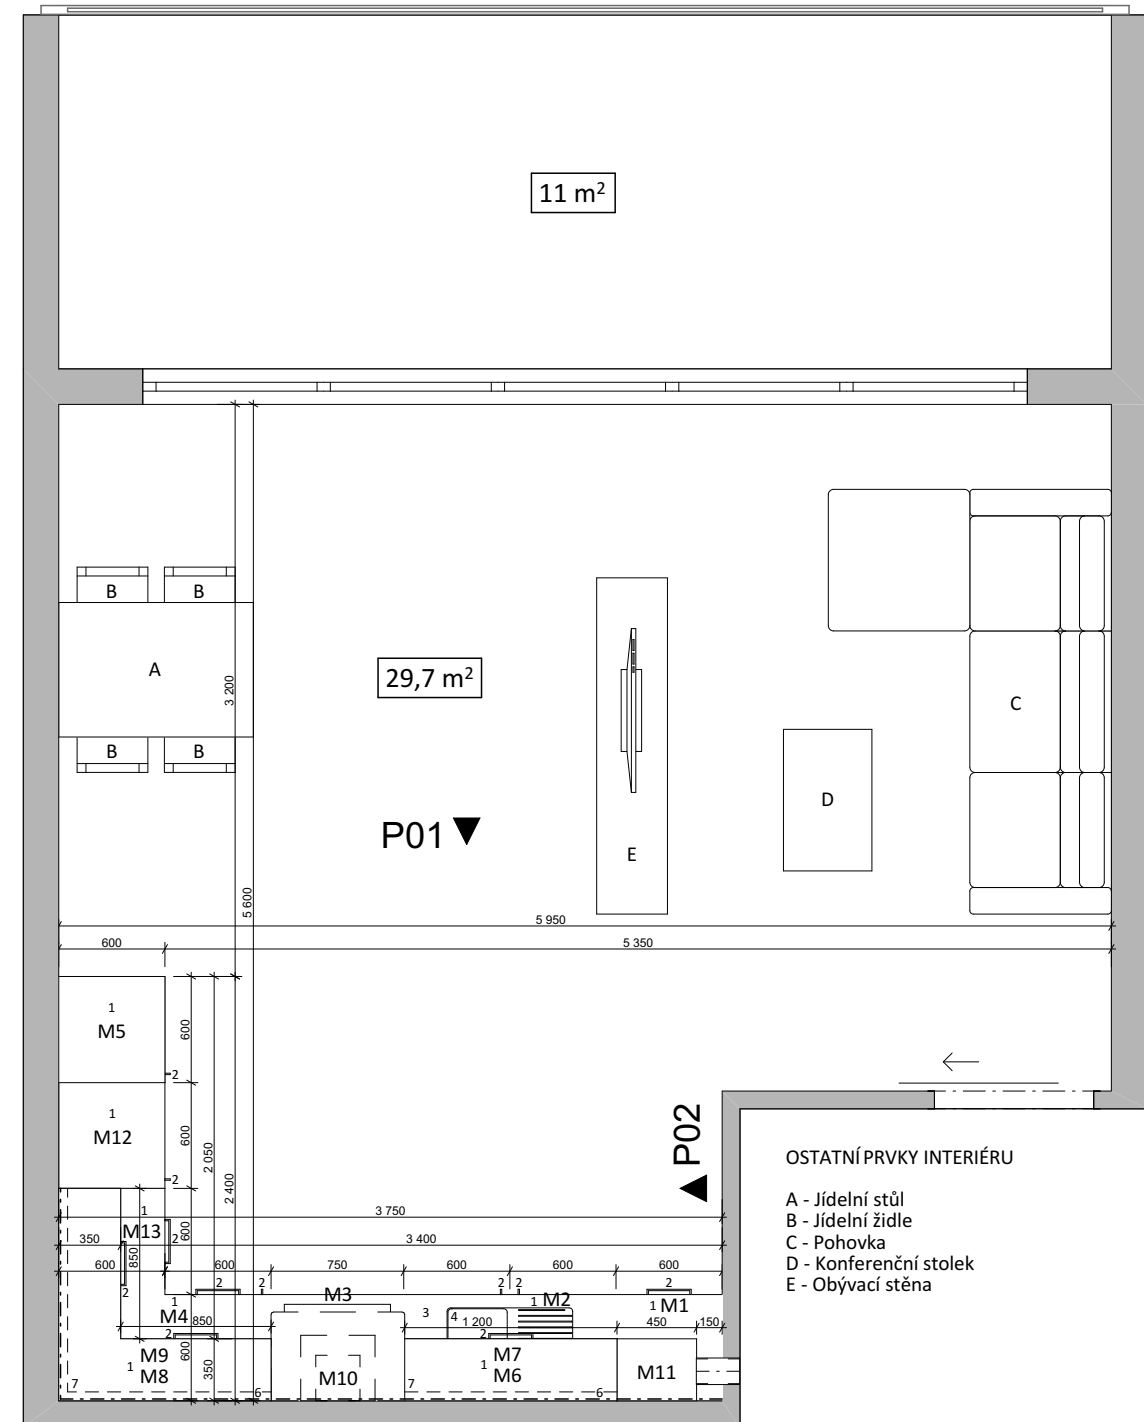 11 m²
B
B
A
3 200
29,7 m²
C
B
B
D
P01
E
5 600
5 950
600
5 350
1
M5
600
2
1
M12
600
2 050
2 400
2
P02
OSTATNÍ PRVKY INTERIÉRU
A - Jídelní stůl
B - Jídelní židle
C - Pohovka
D - Konferenční stolek
E - Obývací stěna
3 750
1
M13
2
600
350
850
3 400
600
600
750
600
600
600
2
2
2
2
2
2
1
M4
M3
3
4
1
M2
1
M1
850
1 200
450
150
2
2
M9
1
M8
600
350
M10
M7
1
M6
M11
7
6
7
6